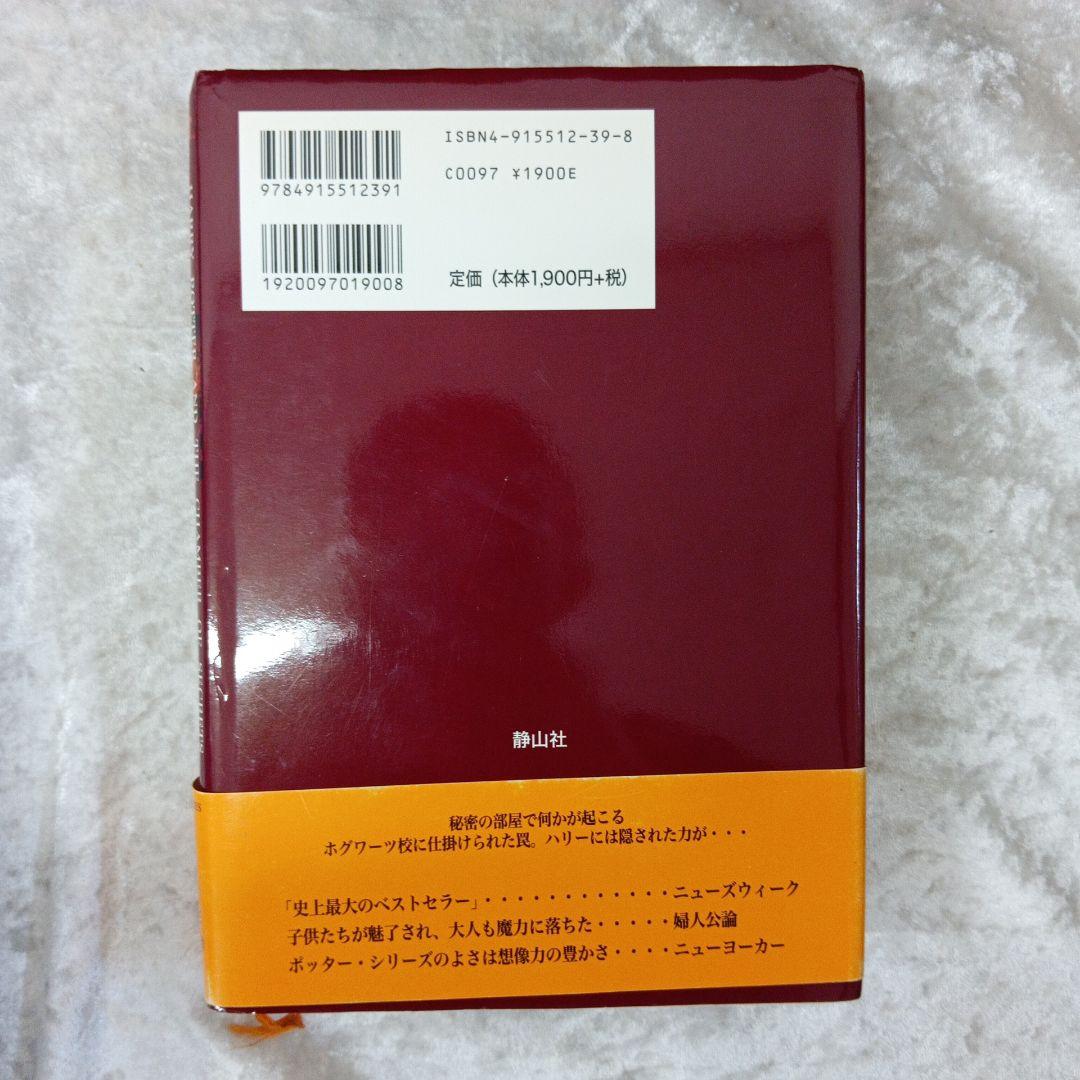 ISBN4-915512-39-8
C0097 ¥1900E
9784915512391
1920097019008
定価（本体1,900円+税）
静山社
秘密の部屋で何かが起こる
ホグワーツ校に仕掛けられた罠。ハリーには隠された力が・・・
「史上最大のベストセラー」・・・・・・・・・・・・・ニューズウィーク
子供たちが魅了され、大人も魔力に落ちた・・・・・婦人公論
ポッター・シリーズのよさは想像力の豊かさ・・・・ニューヨーカー